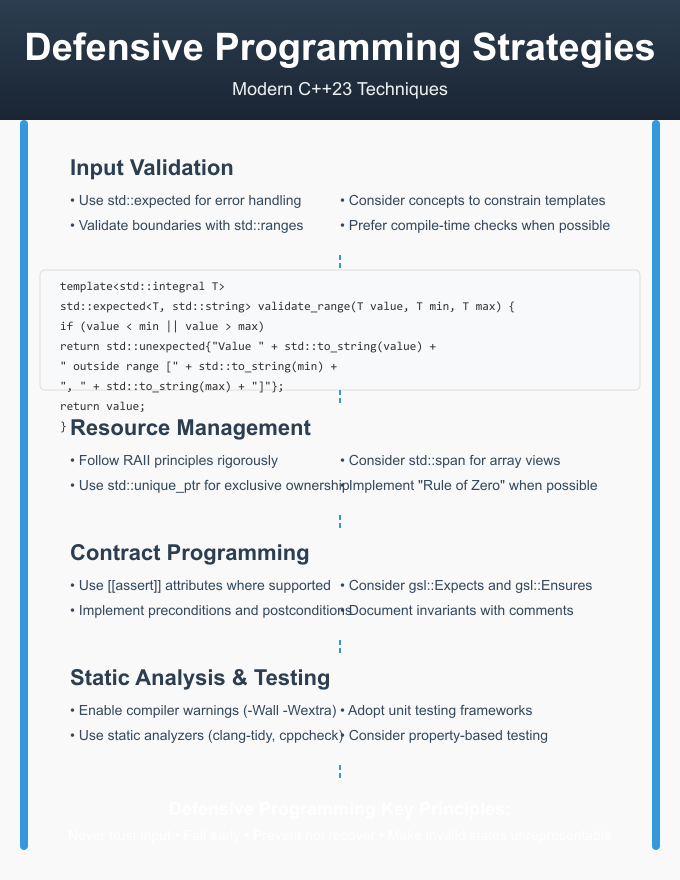 Defensive Programming Strategies
Modern C++23 Techniques
Input Validation
• Use std::expected for error handling
• Validate boundaries with std::ranges
• Consider concepts to constrain templates
• Prefer compile-time checks when possible
template<std::integral T>
std::expected<T, std::string> validate_range(T value, T min, T max) {
if (value < min || value > max)
return std::unexpected{"Value " + std::to_string(value) +
" outside range [" + std::to_string(min) +
", " + std::to_string(max) + "]"};
return value;
}
Resource Management
• Follow RAII principles rigorously
• Use std::unique_ptr for exclusive ownership
• Consider std::span for array views
• Implement "Rule of Zero" when possible
Contract Programming
• Use [[assert]] attributes where supported
• Implement preconditions and postconditions
• Consider gsl::Expects and gsl::Ensures
• Document invariants with comments
Static Analysis & Testing
• Enable compiler warnings (-Wall -Wextra)
• Use static analyzers (clang-tidy, cppcheck)
• Adopt unit testing frameworks
• Consider property-based testing
Defensive Programming Key Principles:
Never trust input • Fail early • Prevent not recover • Make invalid states unrepresentable